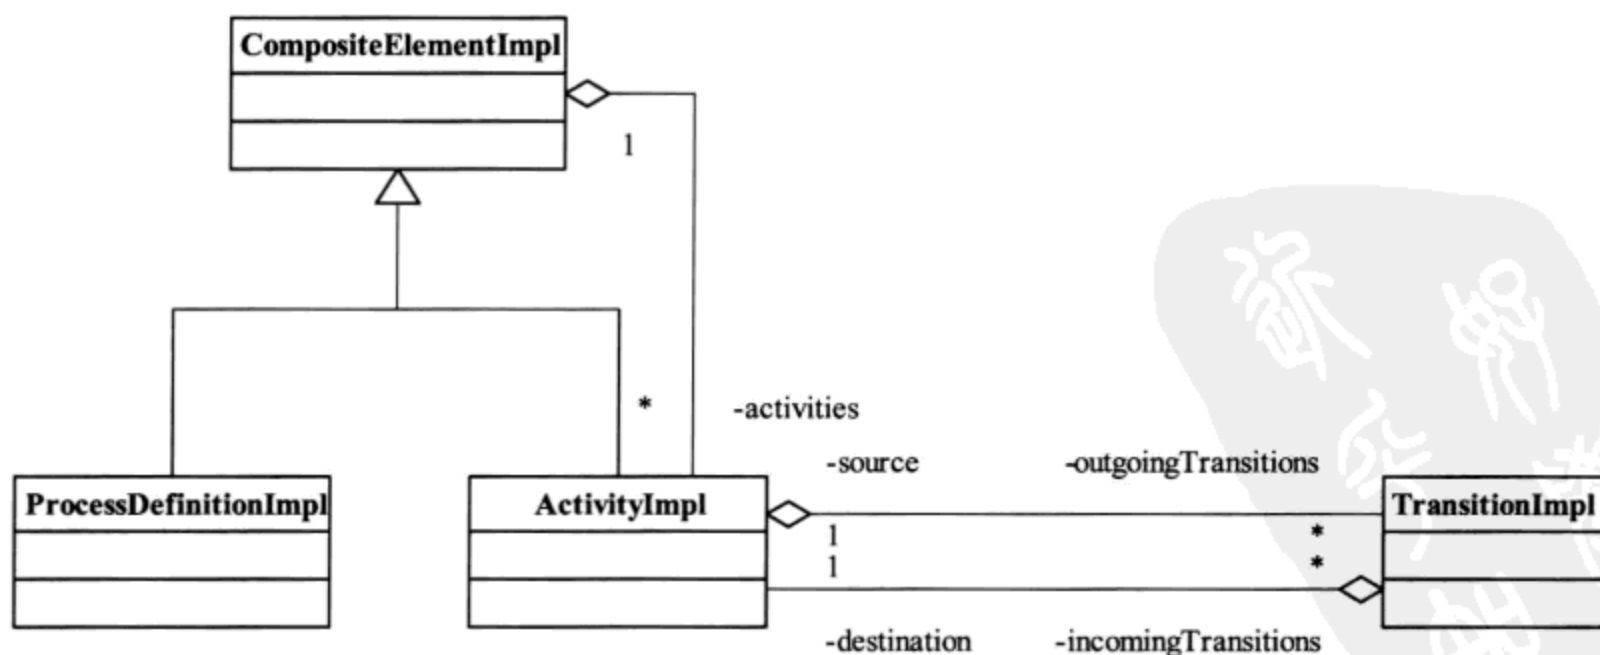 CompositeElementImpl
1
*
-activities
-source
-outgoingTransitions
ProcessDefinitionImpl
ActivityImpl
TransitionImpl
1
*
1
*
-destination
-incomingTransitions